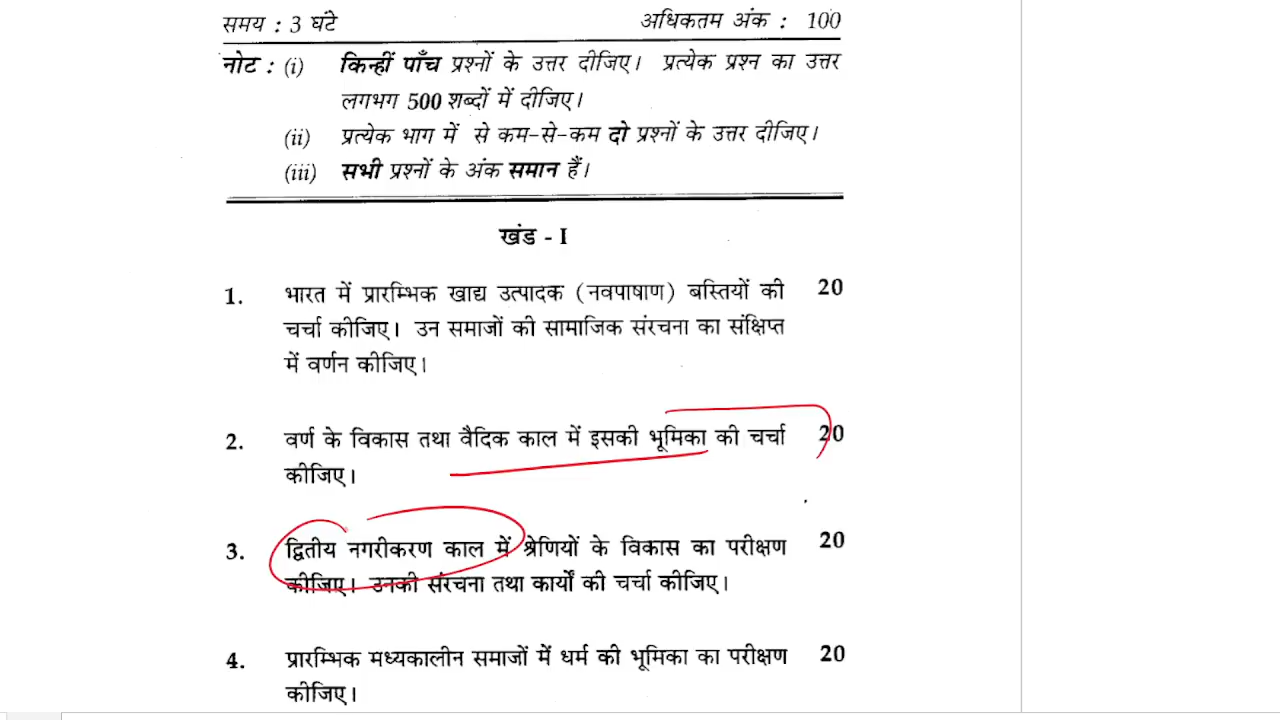 समय : 3 घंटे अधिकतम अंक : 100
नोट : (i) किन्हीं पाँच प्रश्नों के उत्तर दीजिए। प्रत्येक प्रश्न का उत्तर
लगभग 500 शब्दों में दीजिए।
(ii) प्रत्येक भाग में से कम-से-कम दो प्रश्नों के उत्तर दीजिए।
(iii) सभी प्रश्नों के अंक समान हैं।
खंड - I
1. भारत में प्रारम्भिक खाद्य उत्पादक (नवपाषाण) बस्तियों की 20
चर्चा कीजिए। उन समाजों की सामाजिक संरचना का संक्षिप्त
में वर्णन कीजिए।
2. वर्ण के विकास तथा वैदिक काल में इसकी भूमिका की चर्चा 20
कीजिए।
3. द्वितीय नगरीकरण काल में श्रेणियों के विकास का परीक्षण 20
कीजिए। उनकी संरचना तथा कार्यों की चर्चा कीजिए।
4. प्रारम्भिक मध्यकालीन समाजों में धर्म की भूमिका का परीक्षण 20
कीजिए।